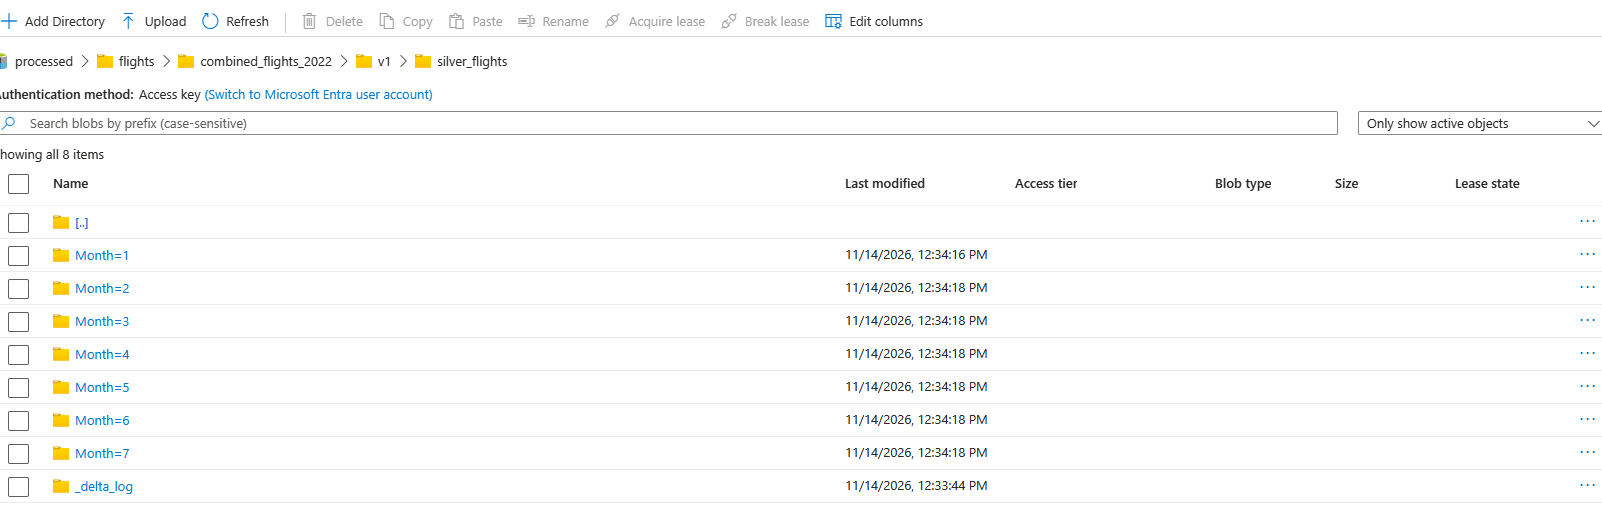 Add Directory Upload Refresh Delete Copy Paste Rename Acquire lease Break lease Edit columns
processed > flights > combined_flights_2022 > v1 > silver_flights
uthentication method: Access key (Switch to Microsoft Entra user account)
Search blobs by prefix (case-sensitive) Only show active objects
howing all 8 items
Name Last modified Access tier Blob type Size Lease state
[..] ...
Month=1 11/14/2026, 12:34:16 PM ...
Month=2 11/14/2026, 12:34:18 PM ...
Month=3 11/14/2026, 12:34:18 PM ...
Month=4 11/14/2026, 12:34:18 PM ...
Month=5 11/14/2026, 12:34:18 PM ...
Month=6 11/14/2026, 12:34:18 PM ...
Month=7 11/14/2026, 12:34:18 PM ...
_delta_log 11/14/2026, 12:33:44 PM ...